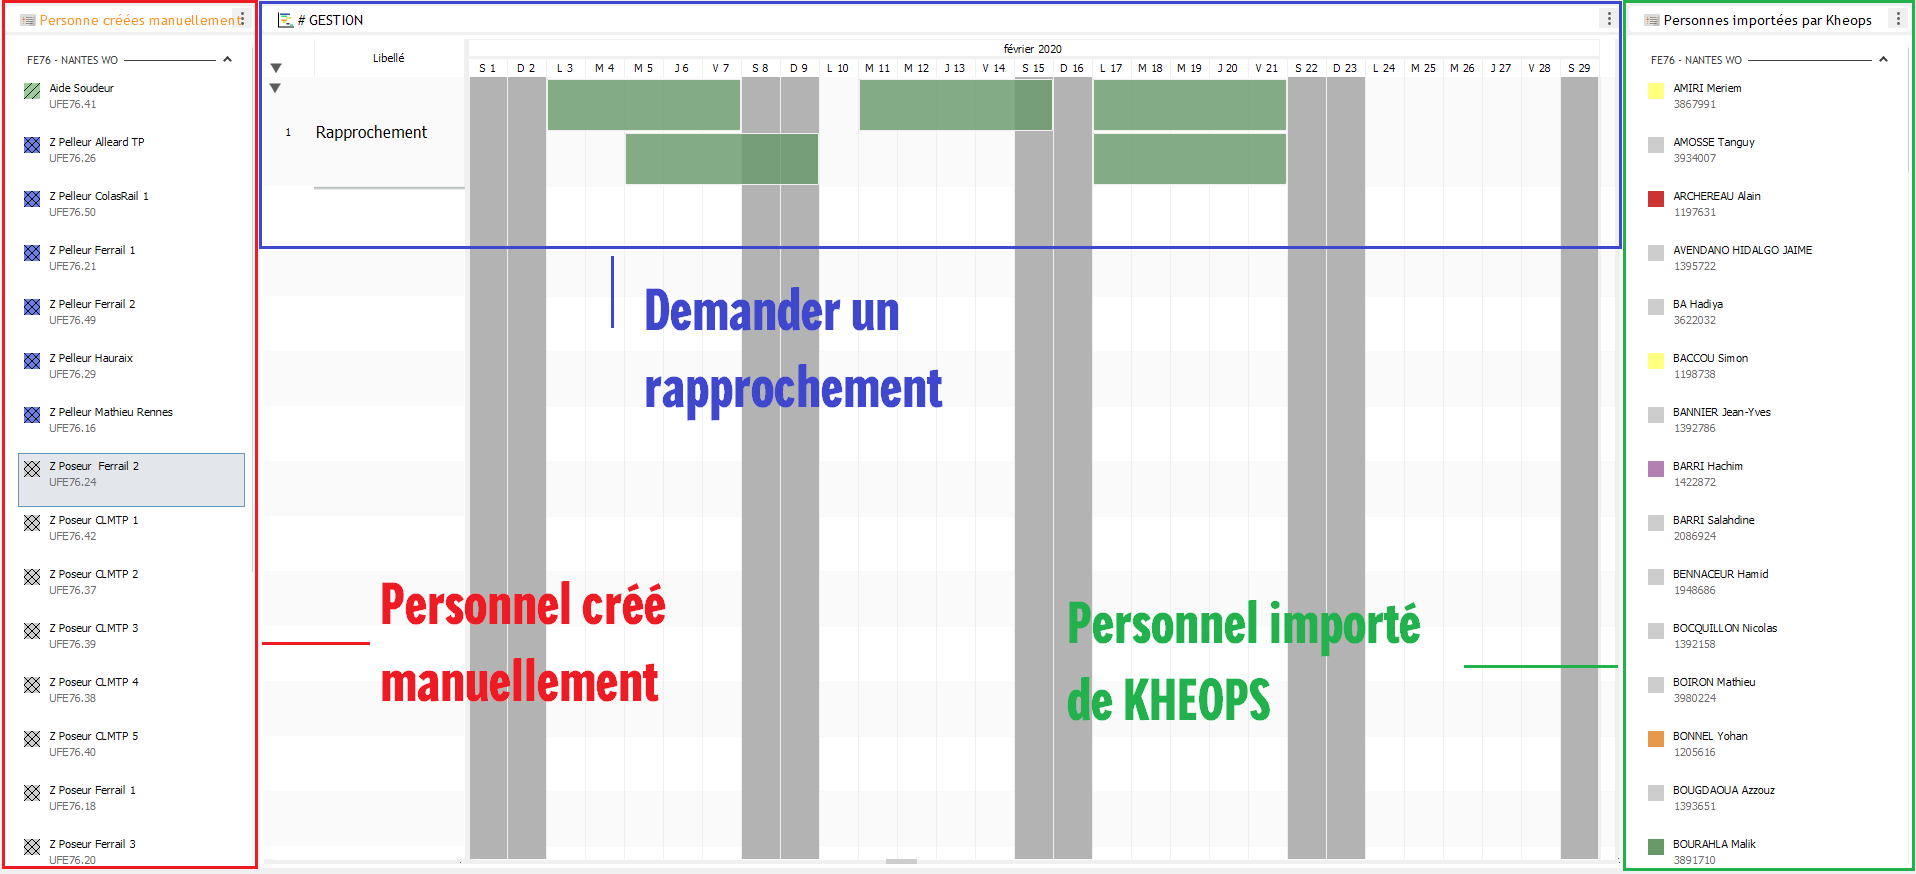 Personne créées manuellement
FE76 - NANTES WO
Aide Soudeur
UFE76.41
Z Pelleur Alleard TP
UFE76.26
Z Pelleur ColasRail 1
UFE76.50
Z Pelleur Ferrail 1
UFE76.21
Z Pelleur Ferrail 2
UFE76.49
Z Pelleur Hauraix
UFE76.29
Z Pelleur Mathieu Rennes
UFE76.16
Z Poseur  Ferrail 2
UFE76.24
Z Poseur CLMTP 1
UFE76.42
Z Poseur CLMTP 2
UFE76.37
Z Poseur CLMTP 3
UFE76.39
Z Poseur CLMTP 4
UFE76.38
Z Poseur CLMTP 5
UFE76.40
Z Poseur Ferrail 1
UFE76.18
Z Poseur Ferrail 3
UFE76.20
# GESTION
Libellé
février 2020
S 1 D 2 L 3 M 4 M 5 J 6 V 7 S 8 D 9 L 10 M 11 M 12 J 13 V 14 S 15 D 16 L 17 M 18 M 19 J 20 V 21 S 22 D 23 L 24 M 25 M 26 J 27 V 28 S 29
1 Rapprochement
Demander un
rapprochement
Personnel créé
manuellement
Personnel importé
de KHEOPS
Personnes importées par Kheops
FE76 - NANTES WO
AMIRI Meriem
3867991
AMOSSE Tanguy
3934007
ARCHEREAU Alain
1197631
AVENDANO HIDALGO JAIME
1395722
BA Hadiya
3622032
BACCOU Simon
1198738
BANNIER Jean-Yves
1392786
BARRI Hachim
1422872
BARRI Salahdine
2086924
BENNACEUR Hamid
1948686
BOCQUILLON Nicolas
1392158
BOIRON Mathieu
3980224
BONNEL Yohan
1205616
BOUGDAOUA Azzouz
1393651
BOURAHLA Malik
3891710